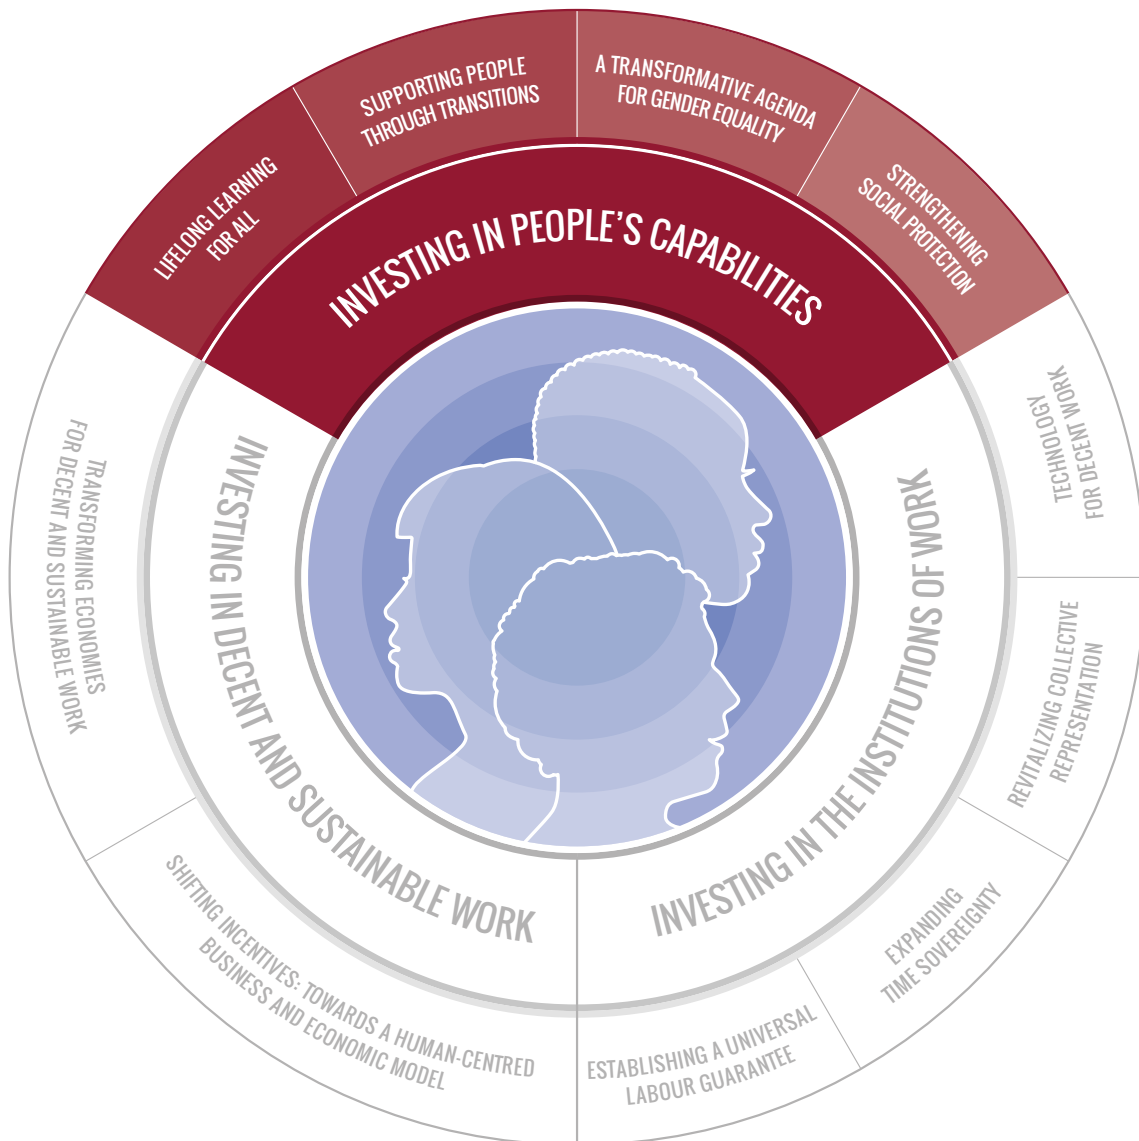 LIFELONG LEARNING
FOR ALL
SUPPORTING PEOPLE
THROUGH TRANSITIONS
A TRANSFORMATIVE AGENDA
FOR GENDER EQUALITY
STRENGTHENING
SOCIAL PROTECTION
INVESTING IN PEOPLE’S CAPABILITIES
TECHNOLOGY
FOR DECENT WORK
REVITALIZING COLLECTIVE
REPRESENTATION
EXPANDING
TIME SOVEREIGNTY
ESTABLISHING A UNIVERSAL
LABOUR GUARANTEE
INVESTING IN THE INSTITUTIONS OF WORK
TRANSFORMING ECONOMIES
FOR DECENT AND SUSTAINABLE WORK
SHIFTING INCENTIVES: TOWARDS A HUMAN-CENTRED
BUSINESS AND ECONOMIC MODEL
INVESTING IN DECENT AND SUSTAINABLE WORK